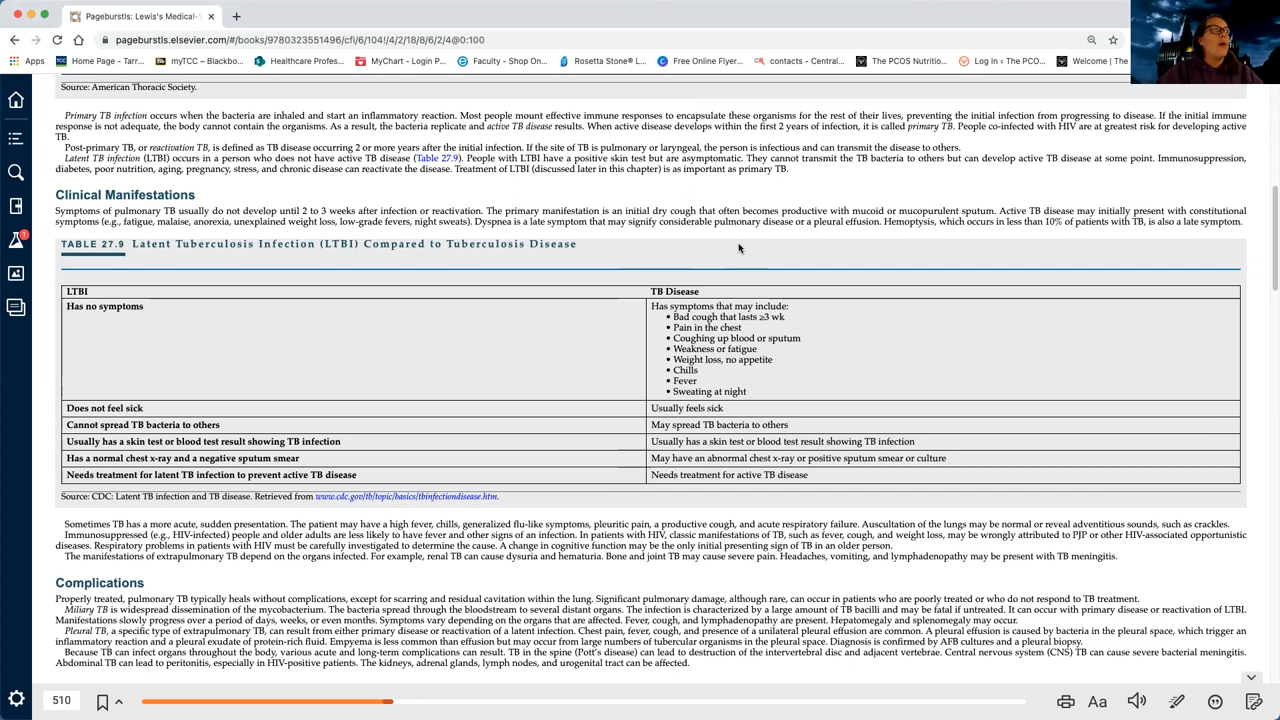 Pageburstls: Lewis's Medical-S
pageburstls.elsevier.com/#/books/9780323551496/cfi/6/104!/4/2/18/8/6/2/4@0:100
Apps
Home Page - Tarr...
myTCC – Blackbo...
Healthcare Profes...
MyChart - Login P...
Faculty - Shop On...
Rosetta Stone® L...
Free Online Flyer...
contacts - Central...
The PCOS Nutritio...
Log In ‹ The PCO...
Welcome | The
Source: American Thoracic Society.
Primary TB infection occurs when the bacteria are inhaled and start an inflammatory reaction. Most people mount effective immune responses to encapsulate these organisms for the rest of their lives, preventing the initial infection from progressing to disease. If the initial immune
response is not adequate, the body cannot contain the organisms. As a result, the bacteria replicate and active TB disease results. When active disease develops within the first 2 years of infection, it is called primary TB. People co-infected with HIV are at greatest risk for developing active
TB.
Post-primary TB, or reactivation TB, is defined as TB disease occurring 2 or more years after the initial infection. If the site of TB is pulmonary or laryngeal, the person is infectious and can transmit the disease to others.
Latent TB infection (LTBI) occurs in a person who does not have active TB disease (Table 27.9). People with LTBI have a positive skin test but are asymptomatic. They cannot transmit the TB bacteria to others but can develop active TB disease at some point. Immunosuppression,
diabetes, poor nutrition, aging, pregnancy, stress, and chronic disease can reactivate the disease. Treatment of LTBI (discussed later in this chapter) is as important as primary TB.
Clinical Manifestations
Symptoms of pulmonary TB usually do not develop until 2 to 3 weeks after infection or reactivation. The primary manifestation is an initial dry cough that often becomes productive with mucoid or mucopurulent sputum. Active TB disease may initially present with constitutional
symptoms (e.g., fatigue, malaise, anorexia, unexplained weight loss, low-grade fevers, night sweats). Dyspnea is a late symptom that may signify considerable pulmonary disease or a pleural effusion. Hemoptysis, which occurs in less than 10% of patients with TB, is also a late symptom.
TABLE 27.9 Latent Tuberculosis Infection (LTBI) Compared to Tuberculosis Disease
LTBI
TB Disease
Has no symptoms
Has symptoms that may include:
• Bad cough that lasts ≥3 wk
• Pain in the chest
• Coughing up blood or sputum
• Weakness or fatigue
• Weight loss, no appetite
• Chills
• Fever
• Sweating at night
Does not feel sick
Usually feels sick
Cannot spread TB bacteria to others
May spread TB bacteria to others
Usually has a skin test or blood test result showing TB infection
Usually has a skin test or blood test result showing TB infection
Has a normal chest x-ray and a negative sputum smear
May have an abnormal chest x-ray or positive sputum smear or culture
Needs treatment for latent TB infection to prevent active TB disease
Needs treatment for active TB disease
Source: CDC: Latent TB infection and TB disease. Retrieved from www.cdc.gov/tb/topic/basics/tbinfectiondisease.htm.
Sometimes TB has a more acute, sudden presentation. The patient may have a high fever, chills, generalized flu-like symptoms, pleuritic pain, a productive cough, and acute respiratory failure. Auscultation of the lungs may be normal or reveal adventitious sounds, such as crackles.
Immunosuppressed (e.g., HIV-infected) people and older adults are less likely to have fever and other signs of an infection. In patients with HIV, classic manifestations of TB, such as fever, cough, and weight loss, may be wrongly attributed to PJP or other HIV-associated opportunistic
diseases. Respiratory problems in patients with HIV must be carefully investigated to determine the cause. A change in cognitive function may be the only initial presenting sign of TB in an older person.
The manifestations of extrapulmonary TB depend on the organs infected. For example, renal TB can cause dysuria and hematuria. Bone and joint TB may cause severe pain. Headaches, vomiting, and lymphadenopathy may be present with TB meningitis.
Complications
Properly treated, pulmonary TB typically heals without complications, except for scarring and residual cavitation within the lung. Significant pulmonary damage, although rare, can occur in patients who are poorly treated or who do not respond to TB treatment.
Miliary TB is widespread dissemination of the mycobacterium. The bacteria spread through the bloodstream to several distant organs. The infection is characterized by a large amount of TB bacilli and may be fatal if untreated. It can occur with primary disease or reactivation of LTBI.
Manifestations slowly progress over a period of days, weeks, or even months. Symptoms vary depending on the organs that are affected. Fever, cough, and lymphadenopathy are present. Hepatomegaly and splenomegaly may occur.
Pleural TB, a specific type of extrapulmonary TB, can result from either primary disease or reactivation of a latent infection. Chest pain, fever, cough, and presence of a unilateral pleural effusion are common. A pleural effusion is caused by bacteria in the pleural space, which trigger an
inflammatory reaction and a pleural exudate of protein-rich fluid. Empyema is less common than effusion but may occur from large numbers of tubercular organisms in the pleural space. Diagnosis is confirmed by AFB cultures and a pleural biopsy.
Because TB can infect organs throughout the body, various acute and long-term complications can result. TB in the spine (Pott's disease) can lead to destruction of the intervertebral disc and adjacent vertebrae. Central nervous system (CNS) TB can cause severe bacterial meningitis.
Abdominal TB can lead to peritonitis, especially in HIV-positive patients. The kidneys, adrenal glands, lymph nodes, and urogenital tract can be affected.
1
510
Aa